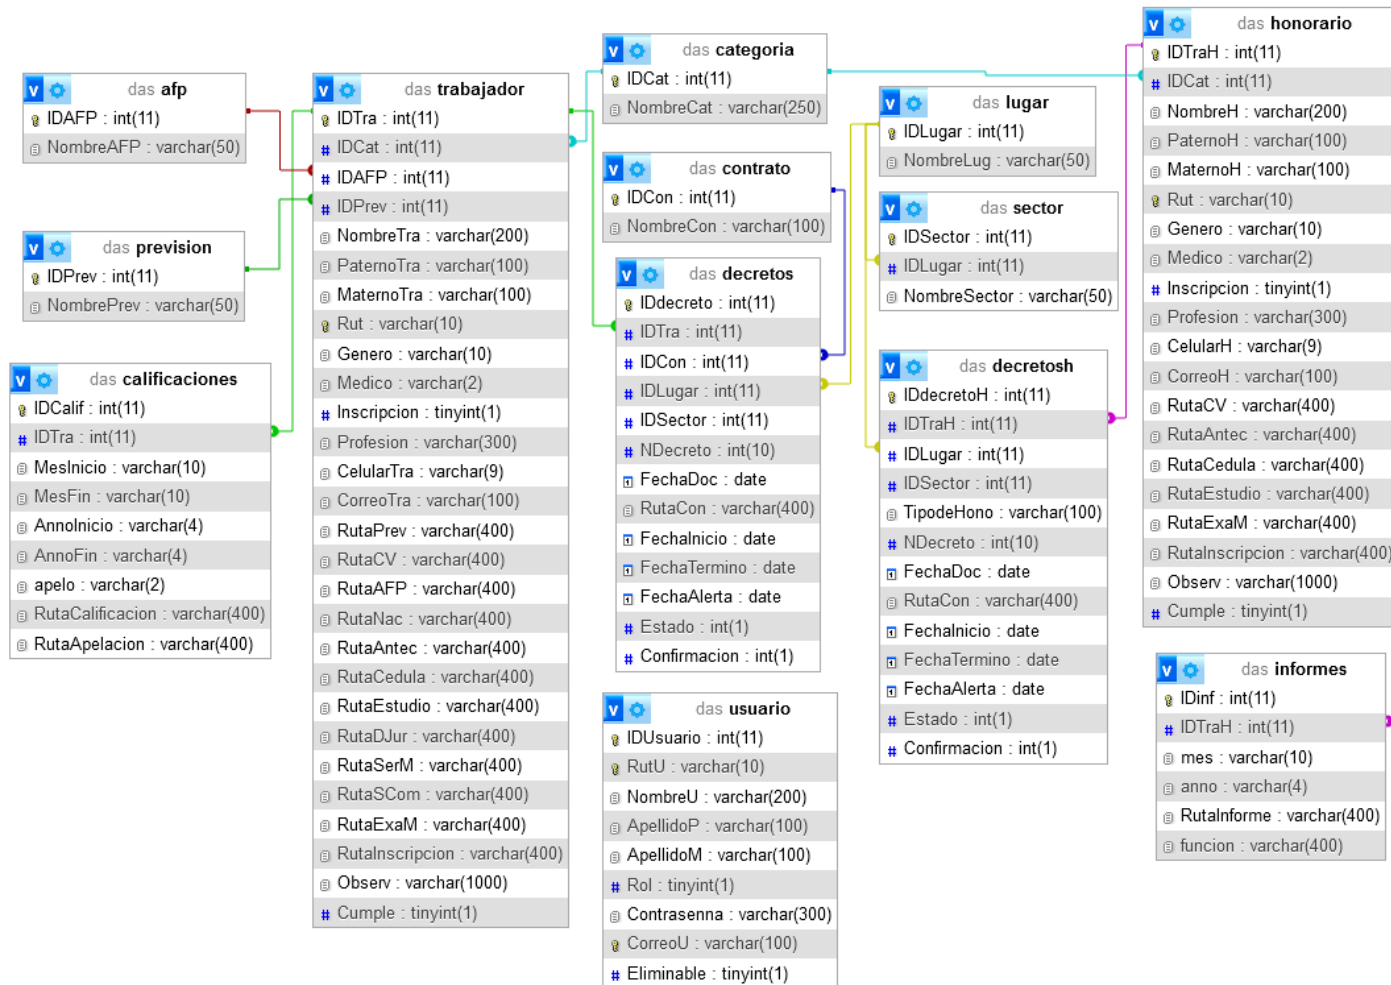 das afp
IDAFP : int(11)
NombreAFP : varchar(50)
das prevision
IDPrev : int(11)
NombrePrev : varchar(50)
das calificaciones
IDCalif : int(11)
IDTra : int(11)
MesInicio : varchar(10)
MesFin : varchar(10)
AnnoInicio : varchar(4)
AnnoFin : varchar(4)
apelo : varchar(2)
RutaCalificacion : varchar(400)
RutaApelacion : varchar(400)
das trabajador
IDTra : int(11)
IDCat : int(11)
IDAFP : int(11)
IDPrev : int(11)
NombreTra : varchar(200)
PaternoTra : varchar(100)
MaternoTra : varchar(100)
Rut : varchar(10)
Genero : varchar(10)
Medico : varchar(2)
Inscripcion : tinyint(1)
Profesion : varchar(300)
CelularTra : varchar(9)
CorreoTra : varchar(100)
RutaPrev : varchar(400)
RutaCV : varchar(400)
RutaAFP : varchar(400)
RutaNac : varchar(400)
RutaAntec : varchar(400)
RutaCedula : varchar(400)
RutaEstudio : varchar(400)
RutaDJur : varchar(400)
RutaSerM : varchar(400)
RutaSCom : varchar(400)
RutaExaM : varchar(400)
RutaInscripcion : varchar(400)
Observ : varchar(1000)
Cumple : tinyint(1)
das categoria
IDCat : int(11)
NombreCat : varchar(250)
das contrato
IDCon : int(11)
NombreCon : varchar(100)
das decretos
IDdecreto : int(11)
IDTra : int(11)
IDCon : int(11)
IDLugar : int(11)
IDSector : int(11)
NDecreto : int(10)
FechaDoc : date
RutaCon : varchar(400)
FechaInicio : date
FechaTermino : date
FechaAlerta : date
Estado : int(1)
Confirmacion : int(1)
das usuario
IDUsuario : int(11)
RutU : varchar(10)
NombreU : varchar(200)
ApellidoP : varchar(100)
ApellidoM : varchar(100)
Rol : tinyint(1)
Contrasenna : varchar(300)
CorreoU : varchar(100)
Eliminable : tinyint(1)
das lugar
IDLugar : int(11)
NombreLug : varchar(50)
das sector
IDSector : int(11)
IDLugar : int(11)
NombreSector : varchar(50)
das decretosh
IDdecretoH : int(11)
IDTraH : int(11)
IDLugar : int(11)
IDSector : int(11)
TipodeHono : varchar(100)
NDecreto : int(10)
FechaDoc : date
RutaCon : varchar(400)
FechaInicio : date
FechaTermino : date
FechaAlerta : date
Estado : int(1)
Confirmacion : int(1)
das honorario
IDTraH : int(11)
IDCat : int(11)
NombreH : varchar(200)
PaternoH : varchar(100)
MaternoH : varchar(100)
Rut : varchar(10)
Genero : varchar(10)
Medico : varchar(2)
Inscripcion : tinyint(1)
Profesion : varchar(300)
CelularH : varchar(9)
CorreoH : varchar(100)
RutaCV : varchar(400)
RutaAntec : varchar(400)
RutaCedula : varchar(400)
RutaEstudio : varchar(400)
RutaExaM : varchar(400)
RutaInscripcion : varchar(400)
Observ : varchar(1000)
Cumple : tinyint(1)
das informes
IDinf : int(11)
IDTraH : int(11)
mes : varchar(10)
anno : varchar(4)
RutaInforme : varchar(400)
funcion : varchar(400)